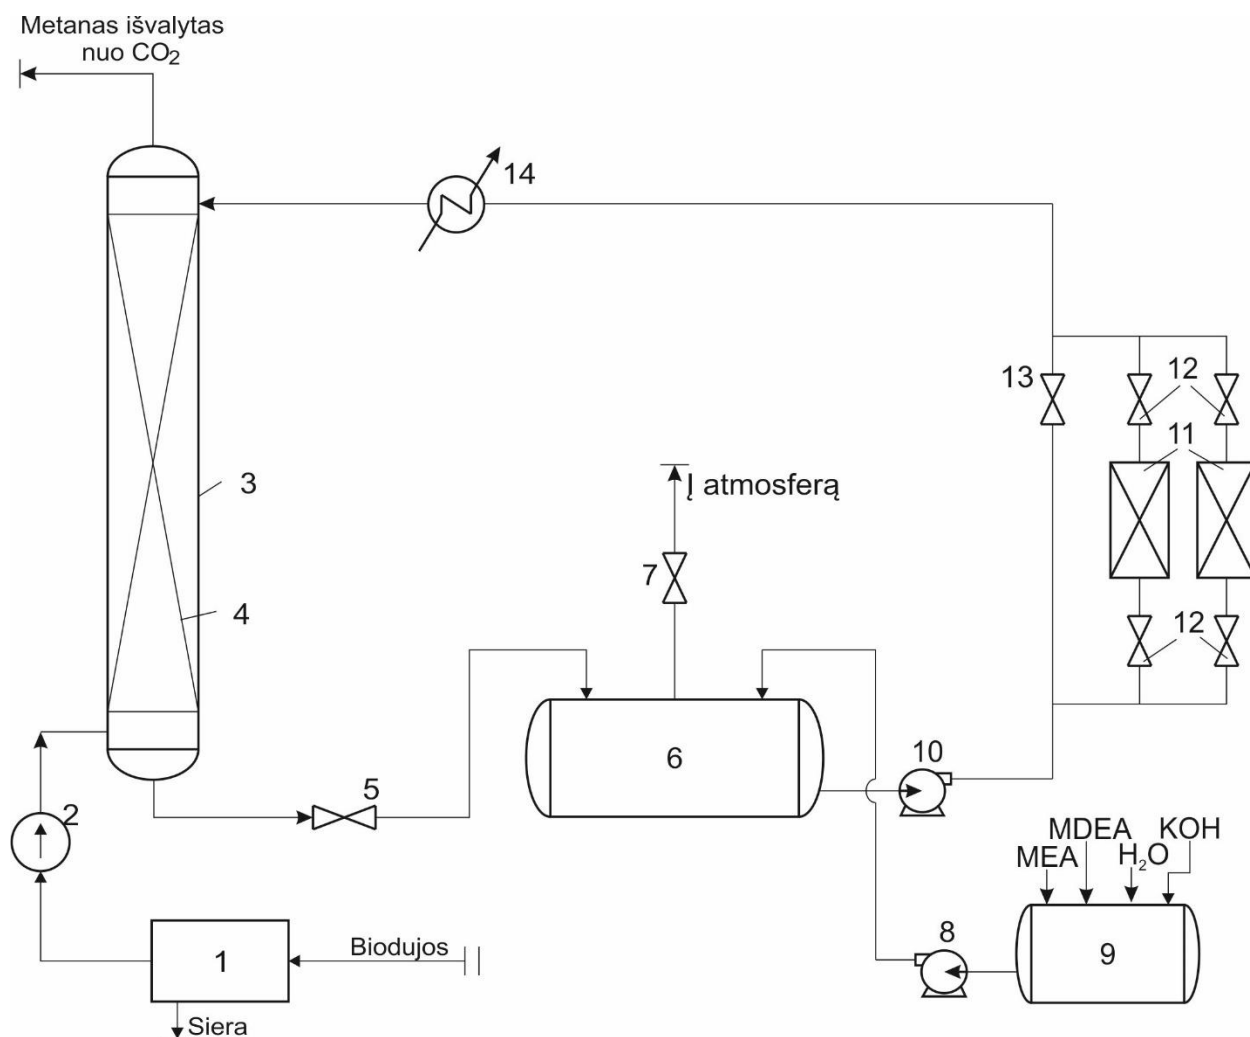 Metanas išvalytas
nuo CO₂
14
13
12
11
3
Į atmosferą
7
4
12
6
10
5
2
MDEA
KOH
MEA
H₂O
8
Biodujos
1
9
Siera